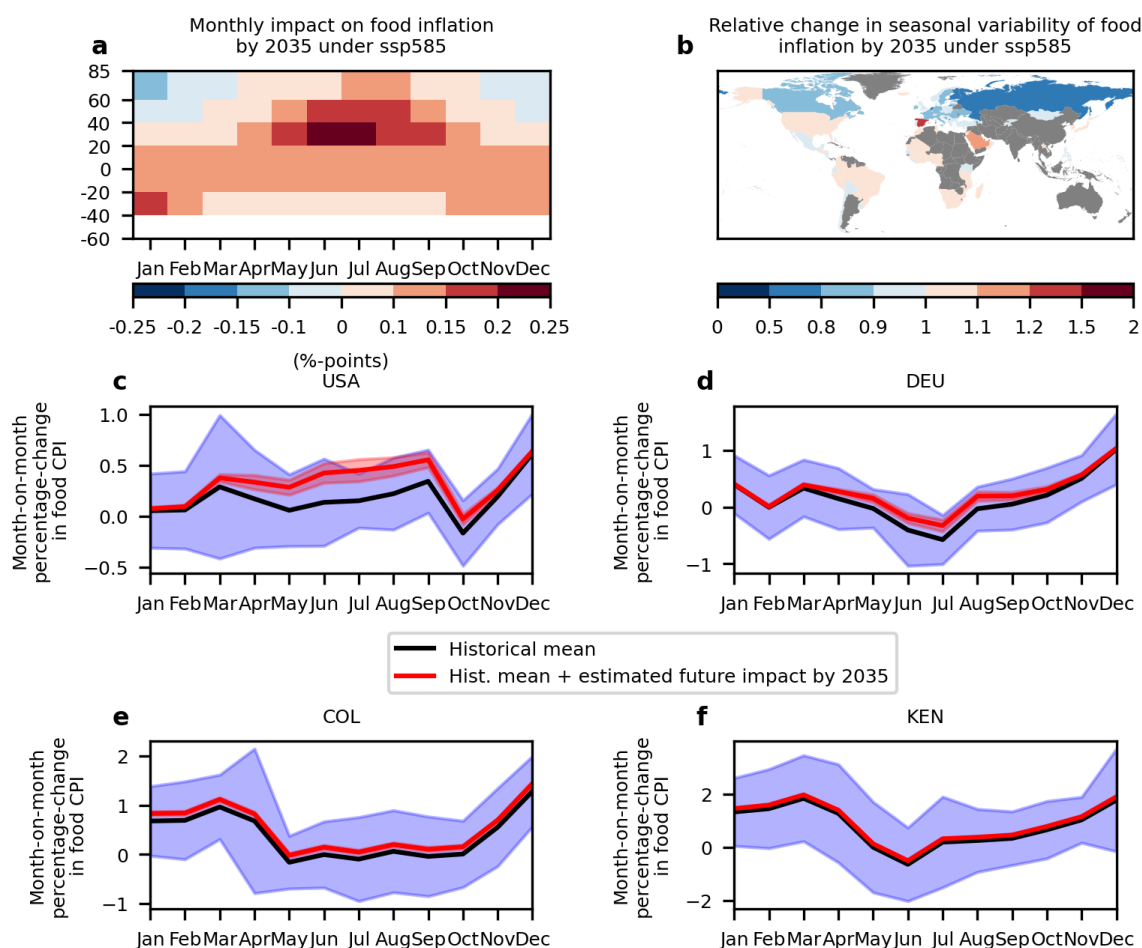 Monthly impact on food inflation
by 2035 under ssp585
a
85
60
40
20
0
-20
-40
-60
Jan Feb Mar Apr May Jun Jul Aug Sep Oct Nov Dec
-0.25 -0.2 -0.15 -0.1 0 0.1 0.15 0.2 0.25
(%-points)
Relative change in seasonal variability of food
inflation by 2035 under ssp585
b
0 0.5 0.8 0.9 1 1.1 1.2 1.5 2
c
USA
Month-on-month
percentage-change
in food CPI
1.0
0.5
0.0
−0.5
Jan Feb Mar Apr May Jun Jul Aug Sep Oct Nov Dec
d
DEU
Month-on-month
percentage-change
in food CPI
1
0
−1
Jan Feb Mar Apr May Jun Jul Aug Sep Oct Nov Dec
Historical mean
Hist. mean + estimated future impact by 2035
e
COL
Month-on-month
percentage-change
in food CPI
2
1
0
−1
Jan Feb Mar Apr May Jun Jul Aug Sep Oct Nov Dec
f
KEN
Month-on-month
percentage-change
in food CPI
2
0
−2
Jan Feb Mar Apr May Jun Jul Aug Sep Oct Nov Dec